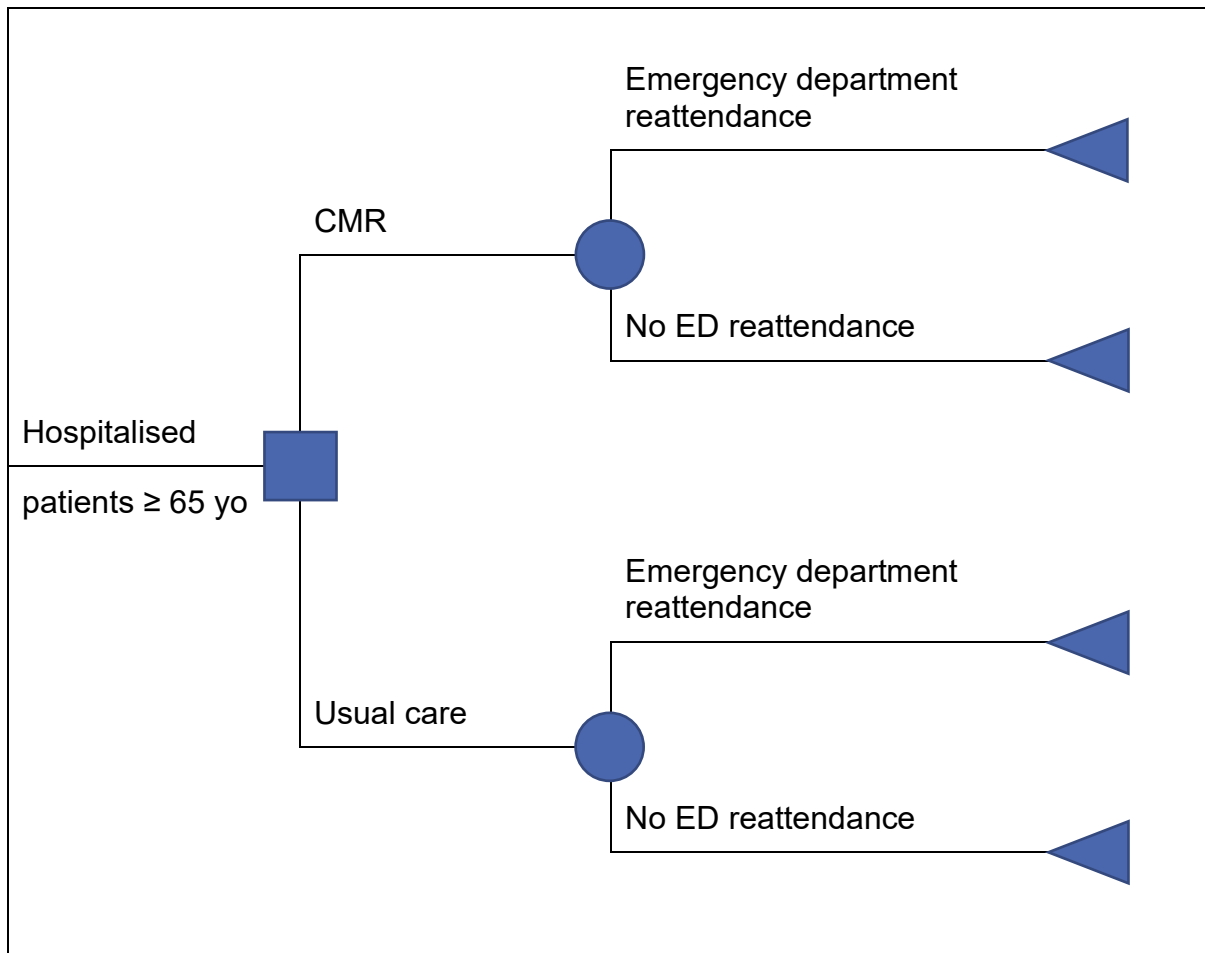 Emergency department
reattendance
CMR
No ED reattendance
Hospitalised
patients ≥ 65 yo
Emergency department
reattendance
Usual care
No ED reattendance